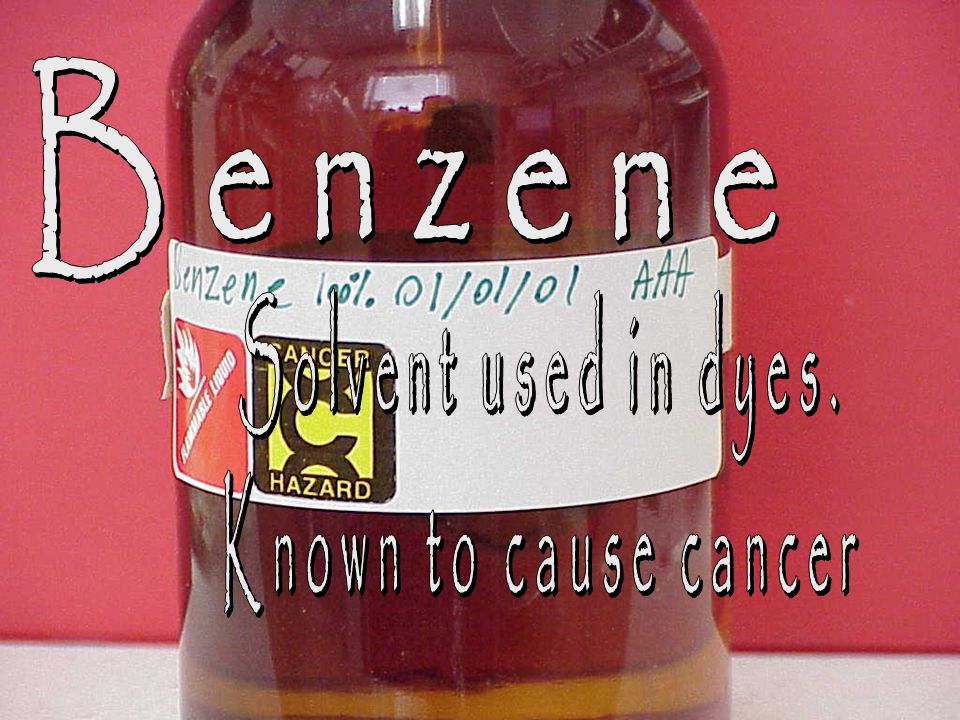 Benzene
Benzene 100% 01/01/01 AAA
Solvent used in dyes.
FLAMMABLE LIQUID
CANCER
HAZARD
Known to cause cancer